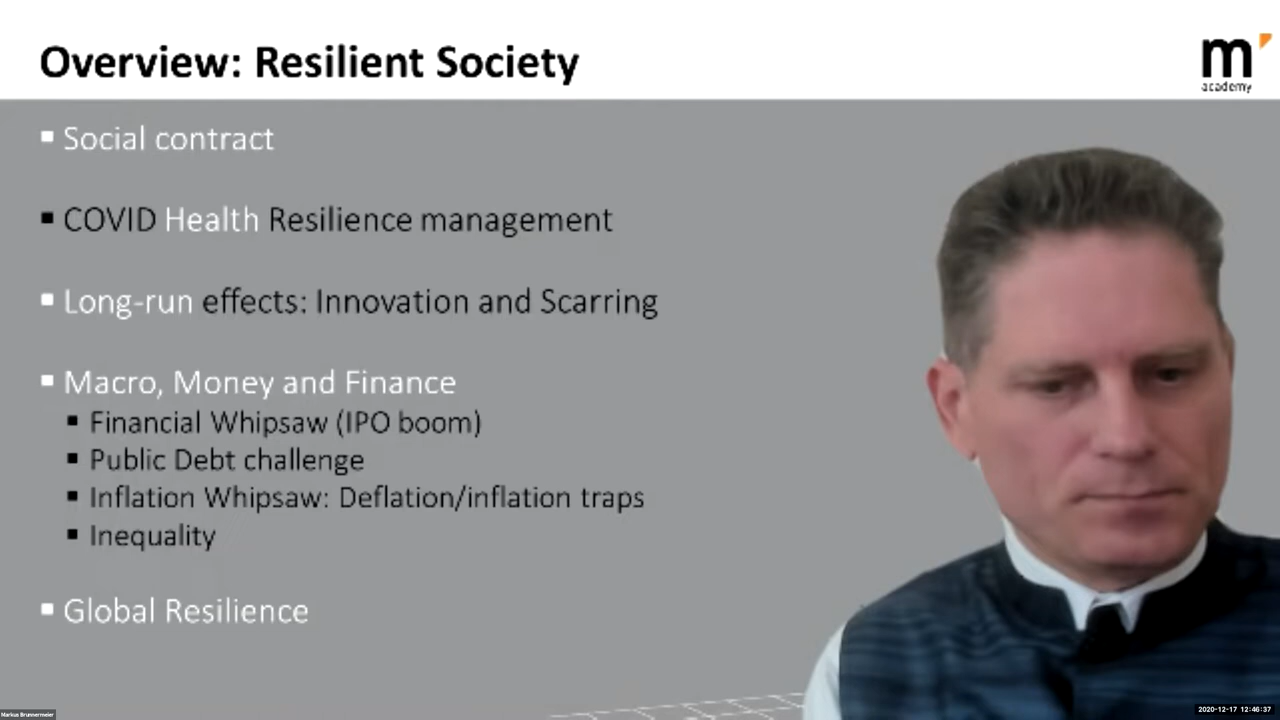 Overview: Resilient Society
m'
academy
Social contract
COVID Health Resilience management
Long-run effects: Innovation and Scarring
Macro, Money and Finance
Financial Whipsaw (IPO boom)
Public Debt challenge
Inflation Whipsaw: Deflation/inflation traps
Inequality
Global Resilience
Markus Brunnermeier
2020-12-17 12:46:37